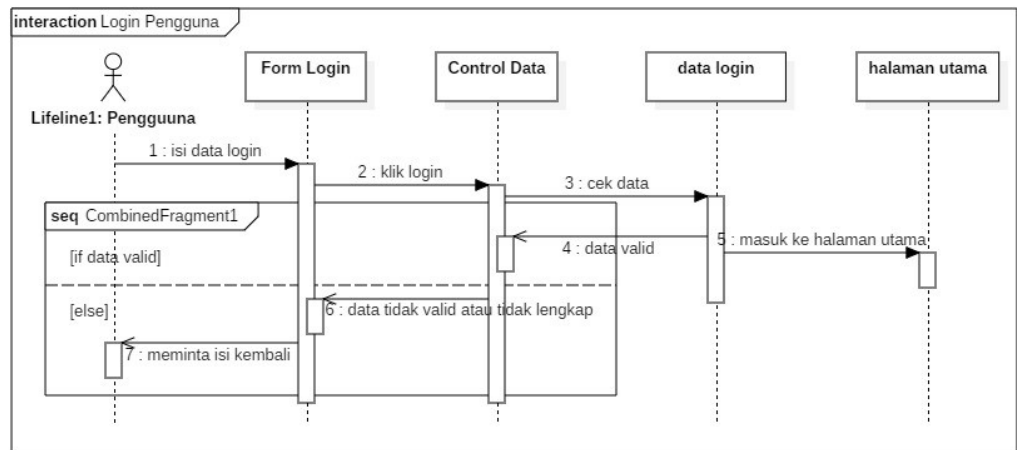 interaction Login Pengguna
Form Login
Control Data
data login
halaman utama
Lifeline1: Pengguuna
1 : isi data login
2 : klik login
3 : cek data
seq CombinedFragment1
4 : data valid
5 : masuk ke halaman utama
[if data valid]
[else]
6 : data tidak valid atau tidak lengkap
7 : meminta isi kembali